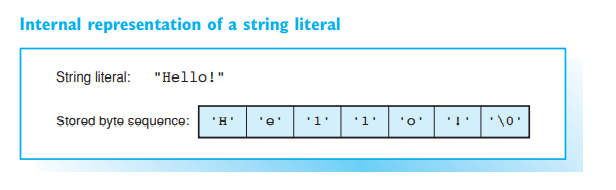 Internal representation of a string literal
String literal: "Hello!"
Stored byte sequence: 'H' 'e' 'l' 'l' 'o' '!' '\0'